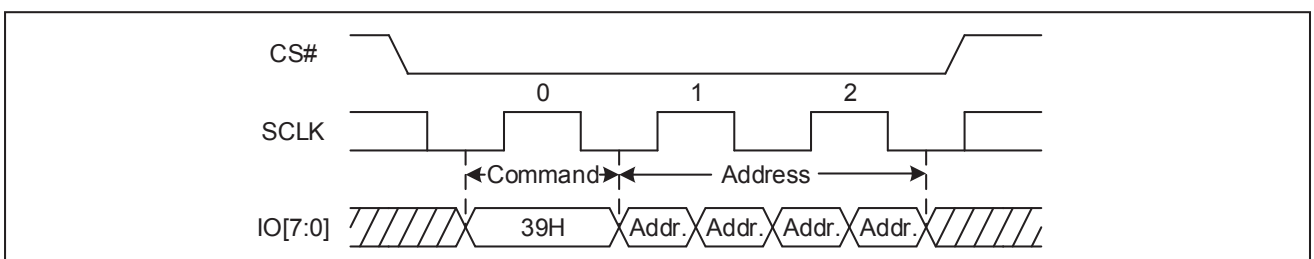 CS#
0 1 2
SCLK
Command Address
IO[7:0] 39H Addr. Addr. Addr. Addr.